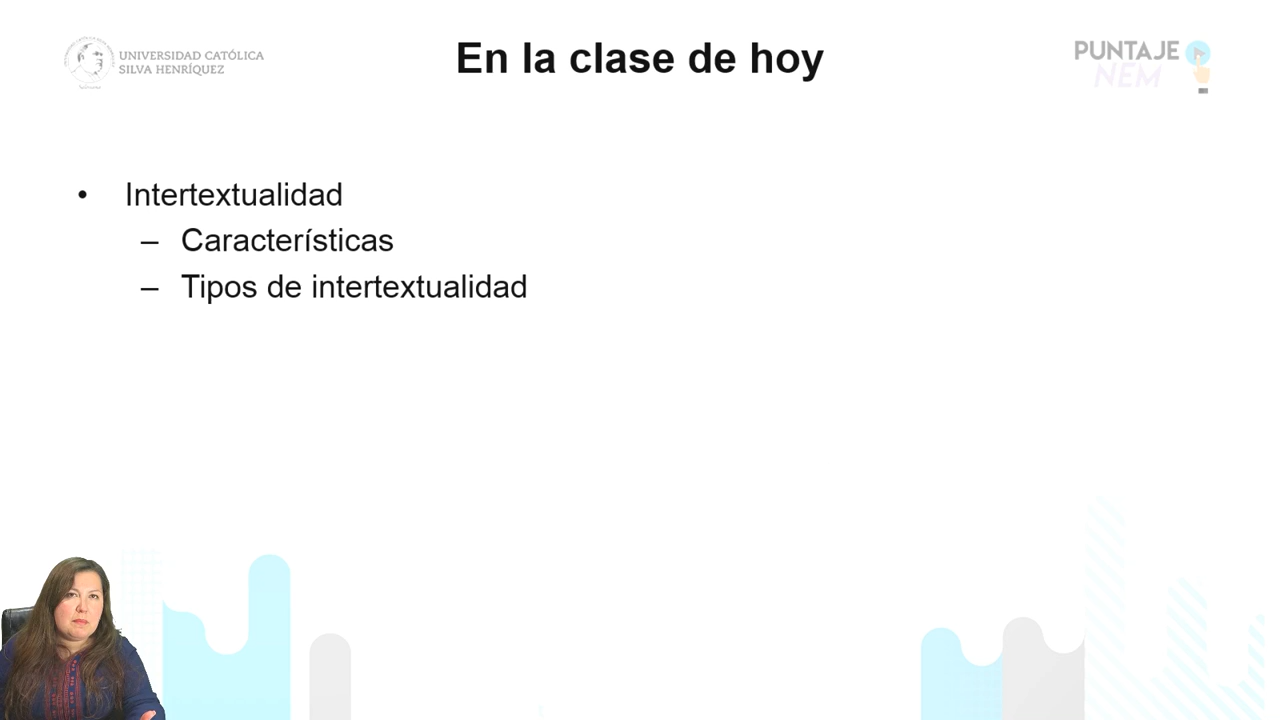 UNIVERSIDAD CATÓLICA
SILVA HENRÍQUEZ
En la clase de hoy
PUNTAJE
NEM
• Intertextualidad
– Características
– Tipos de intertextualidad